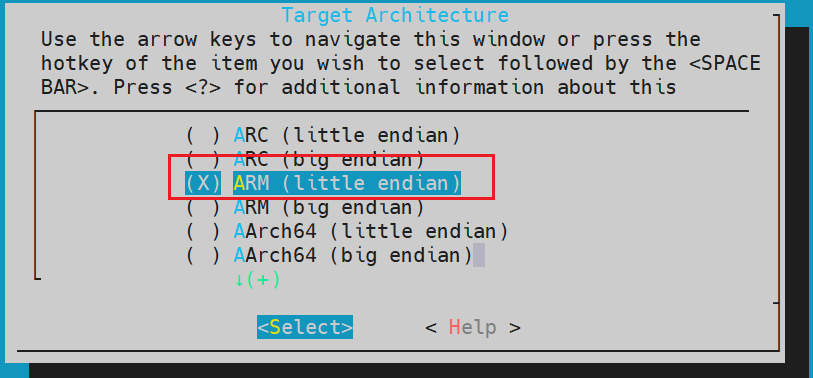 Target Architecture
Use the arrow keys to navigate this window or press the
hotkey of the item you wish to select followed by the <SPACE
BAR>. Press <?> for additional information about this
( ) ARC (little endian)
( ) ARC (big endian)
(X) ARM (little endian)
( ) ARM (big endian)
( ) AArch64 (little endian)
( ) AArch64 (big endian)
↓(+)
<Select> < Help >